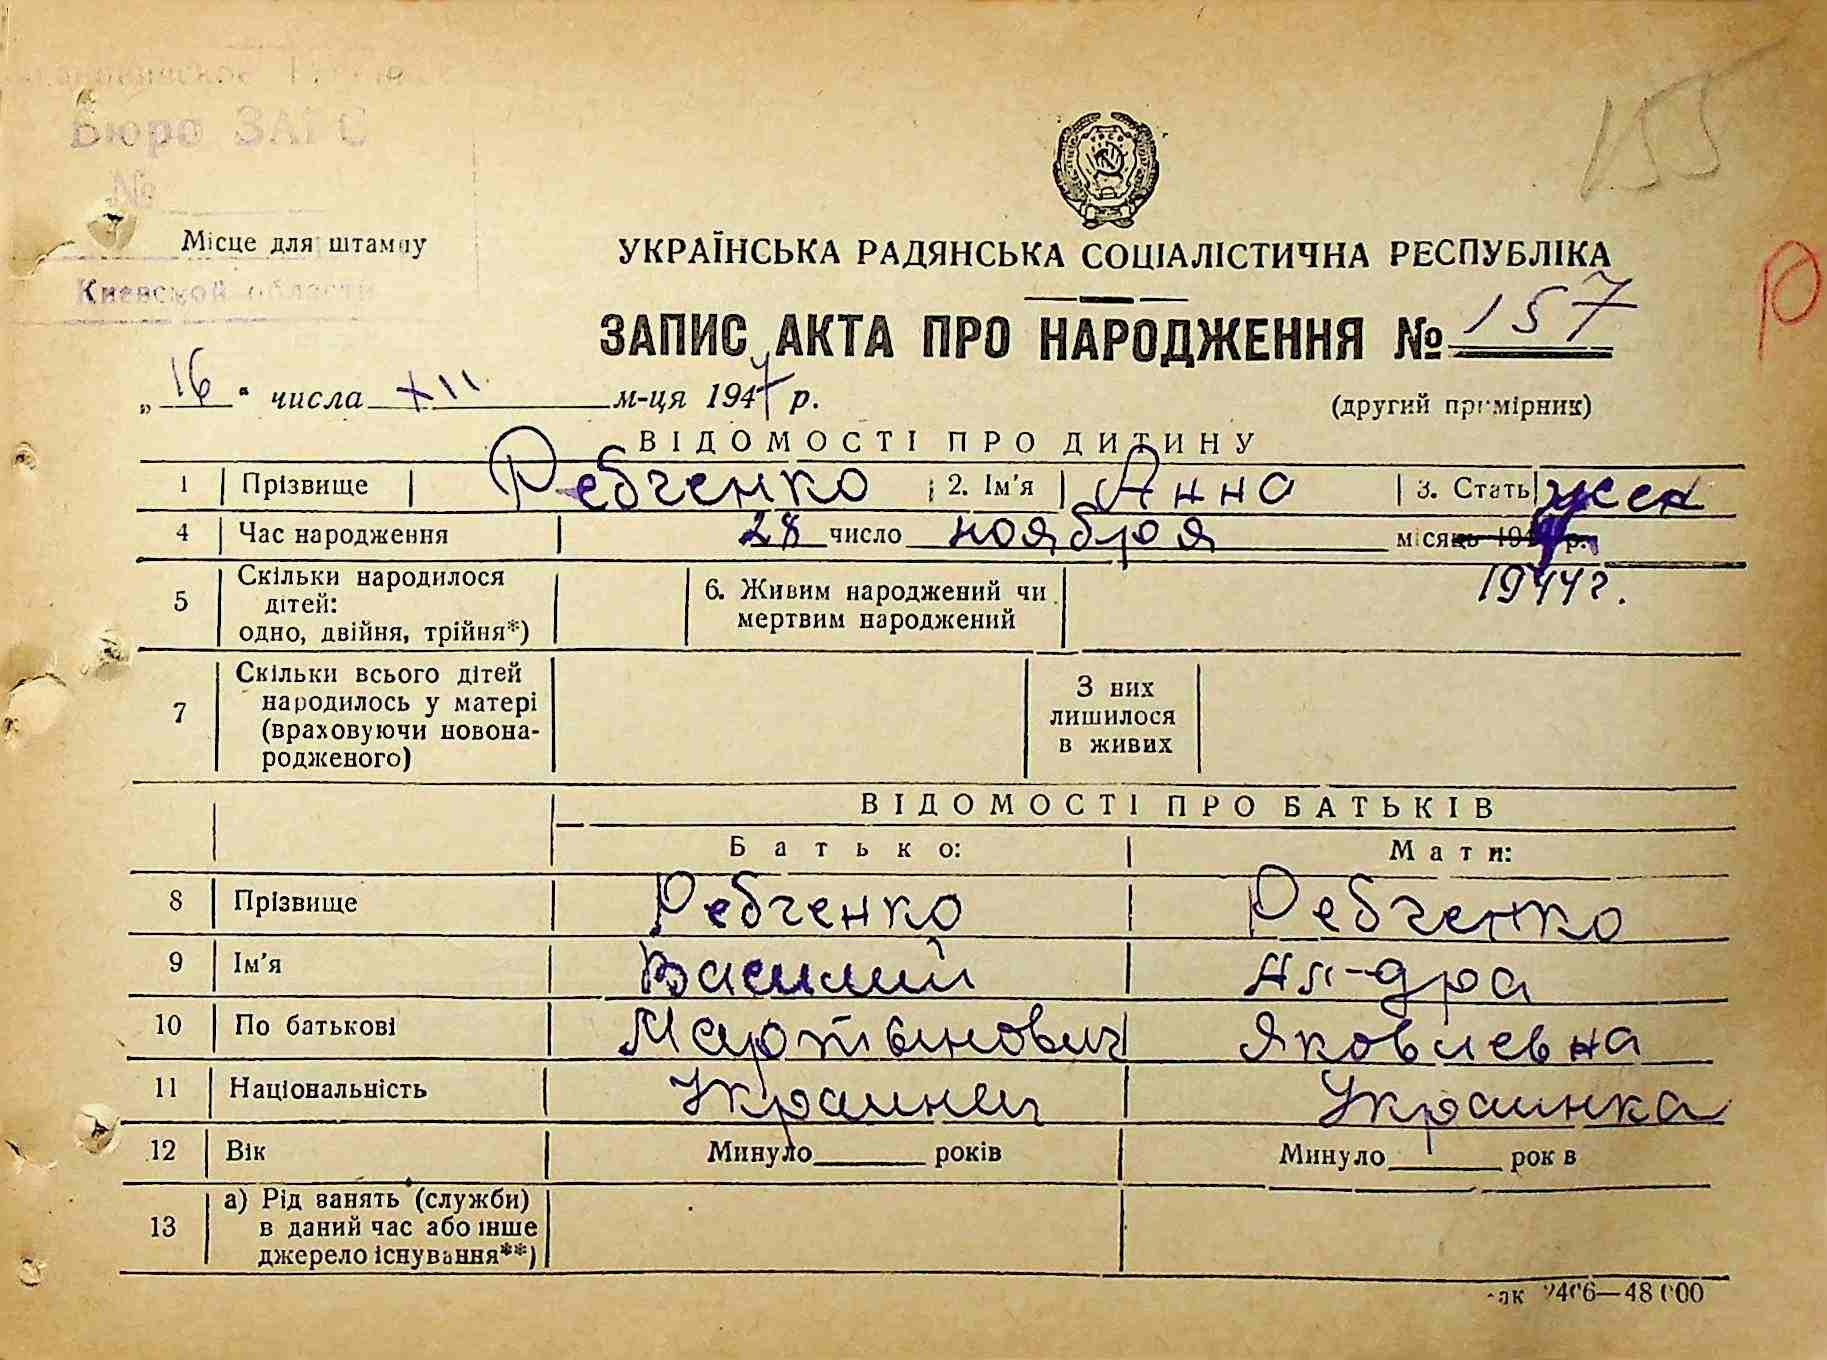 Бюро ЗАГС
№
155
Місце для штампу
Киевской области
УКРАЇНСЬКА РАДЯНСЬКА СОЦІАЛІСТИЧНА РЕСПУБЛІКА
ЗАПИС АКТА ПРО НАРОДЖЕННЯ № 157
„16“ числа XII м-ця 1947 р. (другий примірник)
ВІДОМОСТІ ПРО ДИТИНУ
1 Прізвище Ребченко 2. Ім'я Анна 3. Стать жен
4 Час народження 28 число ноября місяць 194 р.
1944г.
5 Скільки народилося дітей: одно, двійня, трійня*) 6. Живим народжений чи мертвим народжений
7 Скільки всього дітей народилось у матері (враховуючи новонародженого) З них лишилося в живих
ВІДОМОСТІ ПРО БАТЬКІВ
Батько: Мати:
8 Прізвище Ребченко Ребченко
9 Ім'я Василий Ал-дра
10 По батькові Мартынович Яковлевна
11 Національність Украинец Украинка
12 Вік Минуло років Минуло років
13 а) Рід занять (служби) в даний час або інше джерело існування**)